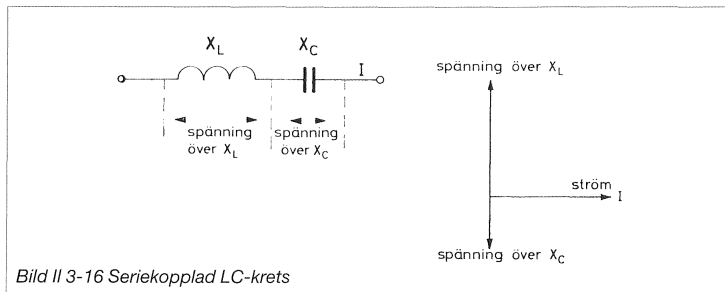 X_L X_C
I
spänning
över X_L
spänning
över X_C
spänning över X_L
ström
I
spänning över X_C
Bild II 3-16 Seriekopplad LC-krets